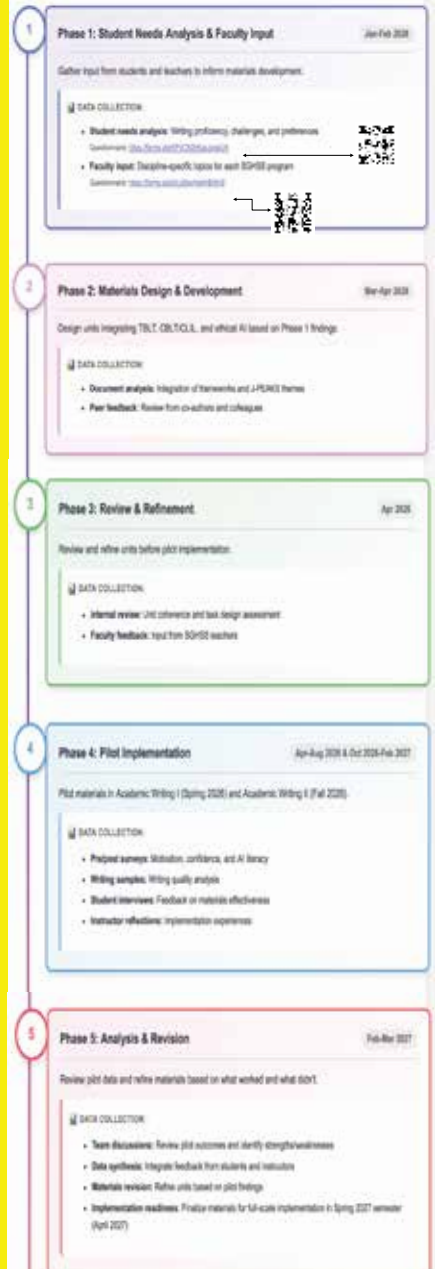 1
Phase 1: Student Needs Analysis & Faculty Input
Jan-Feb 2026
Gather input from students and teachers to inform materials development.
DATA COLLECTION:
• Student needs analysis: Writing proficiency, challenges, and preferences
Questionnaire:
• Faculty input: Discipline-specific topics for each SGHSS program
Questionnaire:
2
Phase 2: Materials Design & Development
Mar-Apr 2026
Design units integrating TBLT, CBLT/CLIL, and ethical AI based on Phase 1 findings.
DATA COLLECTION:
• Document analysis: Integration of frameworks and J-PEAKS themes
• Peer feedback: Review from co-authors and colleagues
3
Phase 3: Review & Refinement
Apr 2026
Review and refine units before pilot implementation.
DATA COLLECTION:
• Internal review: Unit coherence and task design assessment
• Faculty feedback: Input from SGHSS teachers
4
Phase 4: Pilot Implementation
Apr-Aug 2026 & Oct 2026-Feb 2027
Pilot materials in Academic Writing I (Spring 2026) and Academic Writing II (Fall 2026).
DATA COLLECTION:
• Pre/post surveys: Motivation, confidence, and AI literacy
• Writing samples: Writing quality analysis
• Student interviews: Feedback on materials effectiveness
• Instructor reflections: Implementation experiences
5
Phase 5: Analysis & Revision
Feb-Mar 2027
Review pilot data and refine materials based on what worked and what didn't.
DATA COLLECTION:
• Team discussions: Review pilot outcomes and identify strengths/weaknesses
• Data synthesis: Integrate feedback from students and instructors
• Materials revision: Refine units based on pilot findings
• Implementation readiness: Finalize materials for full-scale implementation in Spring 2027 semester
(April 2027)